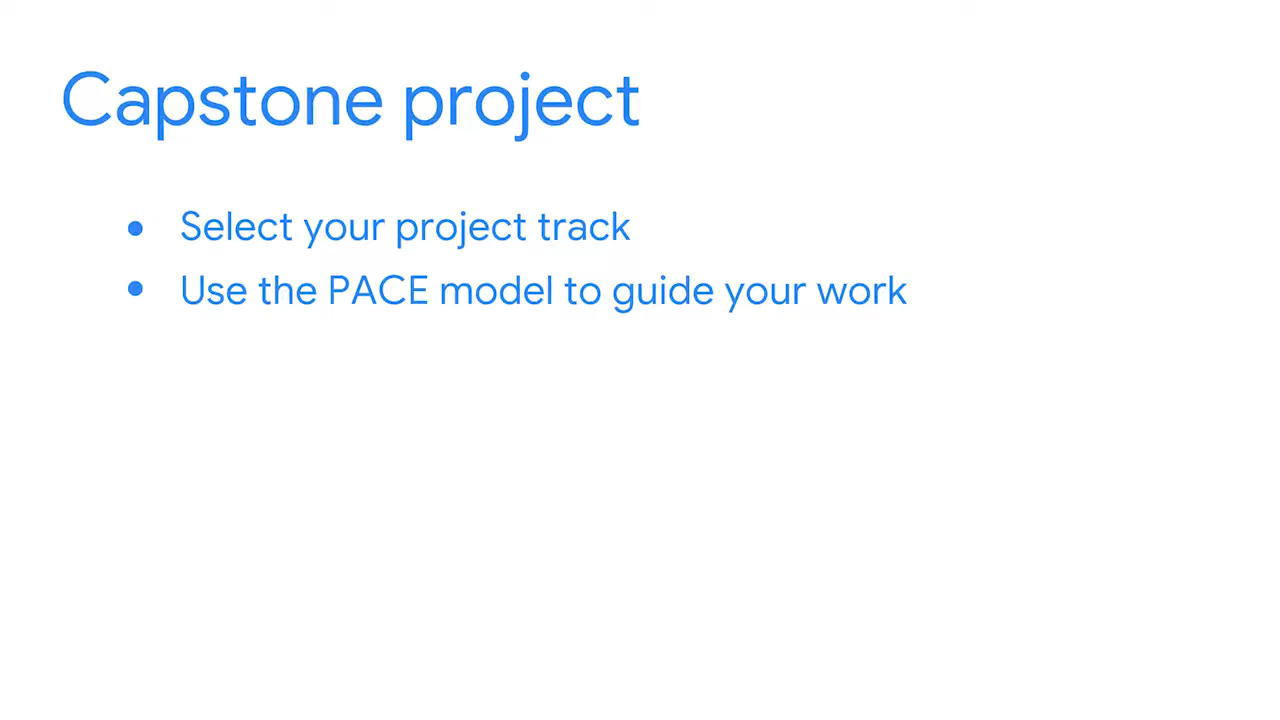 Capstone project
• Select your project track
• Use the PACE model to guide your work